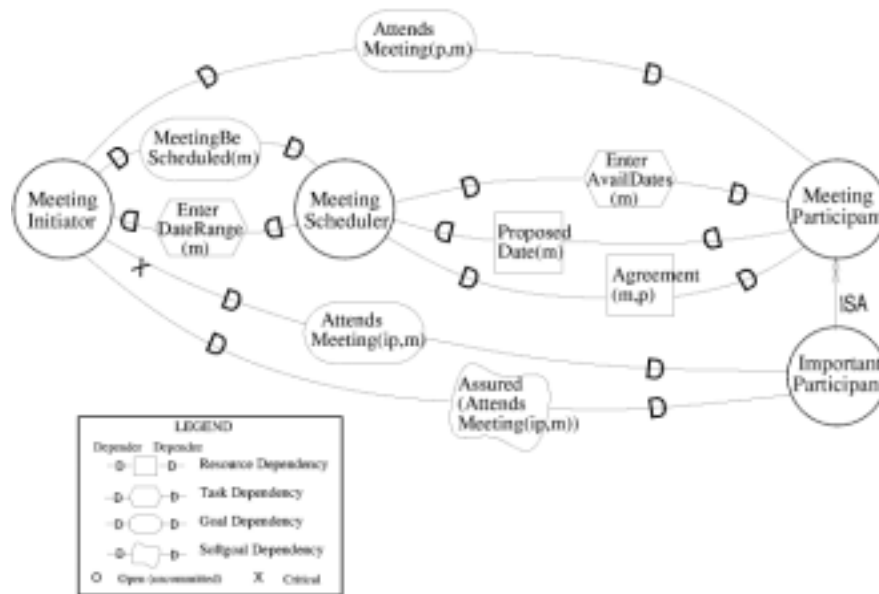 Attends
Meeting(p,m)
D
D
MeetingBe
Scheduled(m)
D
D
Enter
AvailDates
(m)
D
D
Meeting
Initiator
Enter
DateRange
(m)
D
D
Meeting
Scheduler
Proposed
Date(m)
D
D
Meeting
Participant
Agreement
(m,p)
D
D
X
ISA
D
Attends
Meeting(ip,m)
D
D
Assured
(Attends
Meeting(ip,m))
D
Important
Participant
LEGEND
Depender Dependee
D D Resource Dependency
D D Task Dependency
D D Goal Dependency
D D Softgoal Dependency
O Open (uncommitted) X Critical